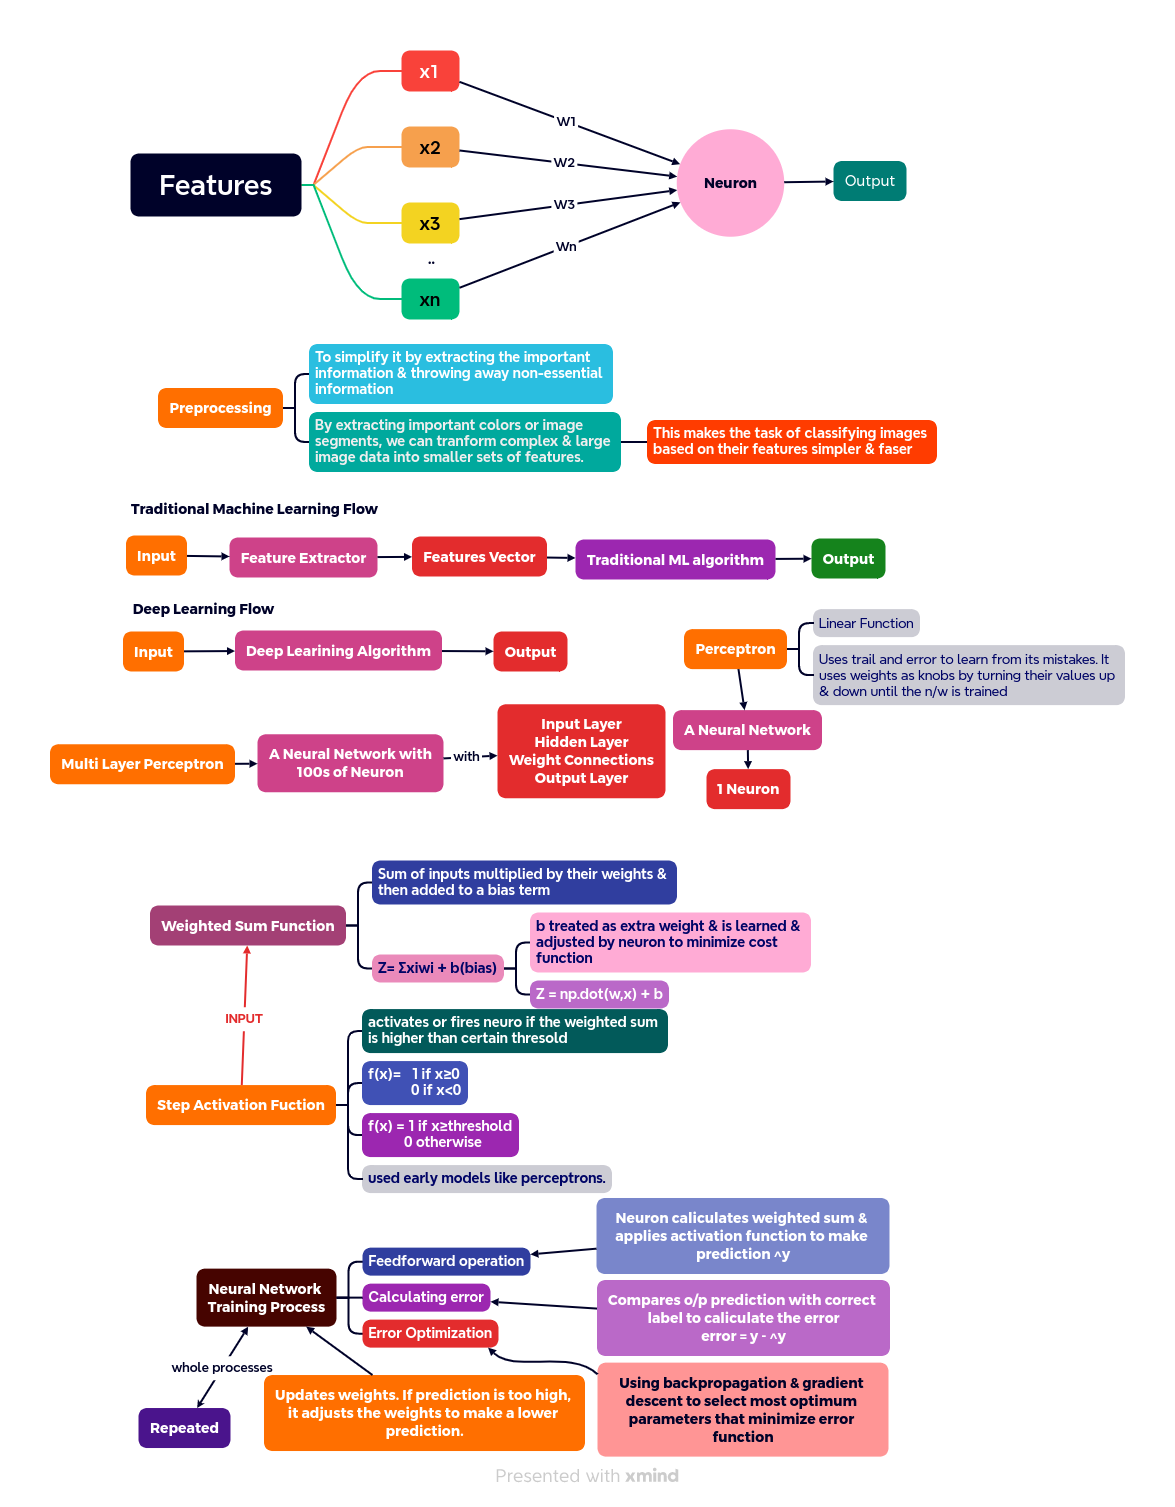 x1
W1
x2
W2
Features
Neuron
Output
x3
W3
..
Wn
xn
To simplify it by extracting the important
information & throwing away non-essential
information
Preprocessing
By extracting important colors or image
segments, we can tranform complex & large
image data into smaller sets of features.
This makes the task of classifying images
based on their features simpler & faser
Traditional Machine Learning Flow
Input
Feature Extractor
Features Vector
Traditional ML algorithm
Output
Deep Learning Flow
Input
Deep Learining Algorithm
Output
Perceptron
Linear Function
Uses trail and error to learn from its mistakes. It
uses weights as knobs by turning their values up
& down until the n/w is trained
A Neural Network
1 Neuron
Multi Layer Perceptron
A Neural Network with
100s of Neuron
with
Input Layer
Hidden Layer
Weight Connections
Output Layer
Weighted Sum Function
Sum of inputs multiplied by their weights &
then added to a bias term
Z= Σxiwi + b(bias)
b treated as extra weight & is learned &
adjusted by neuron to minimize cost
function
Z = np.dot(w,x) + b
INPUT
Step Activation Fuction
activates or fires neuro if the weighted sum
is higher than certain thresold
f(x)= 1 if x≥0
0 if x<0
f(x) = 1 if x≥threshold
0 otherwise
used early models like perceptrons.
Neural Network
Training Process
Feedforward operation
Neuron caliculates weighted sum &
applies activation function to make
prediction ^y
Calculating error
Compares o/p prediction with correct
label to caliculate the error
error = y - ^y
Error Optimization
Using backpropagation & gradient
descent to select most optimum
parameters that minimize error
function
whole processes
Repeated
Updates weights. If prediction is too high,
it adjusts the weights to make a lower
prediction.
Presented with xmind